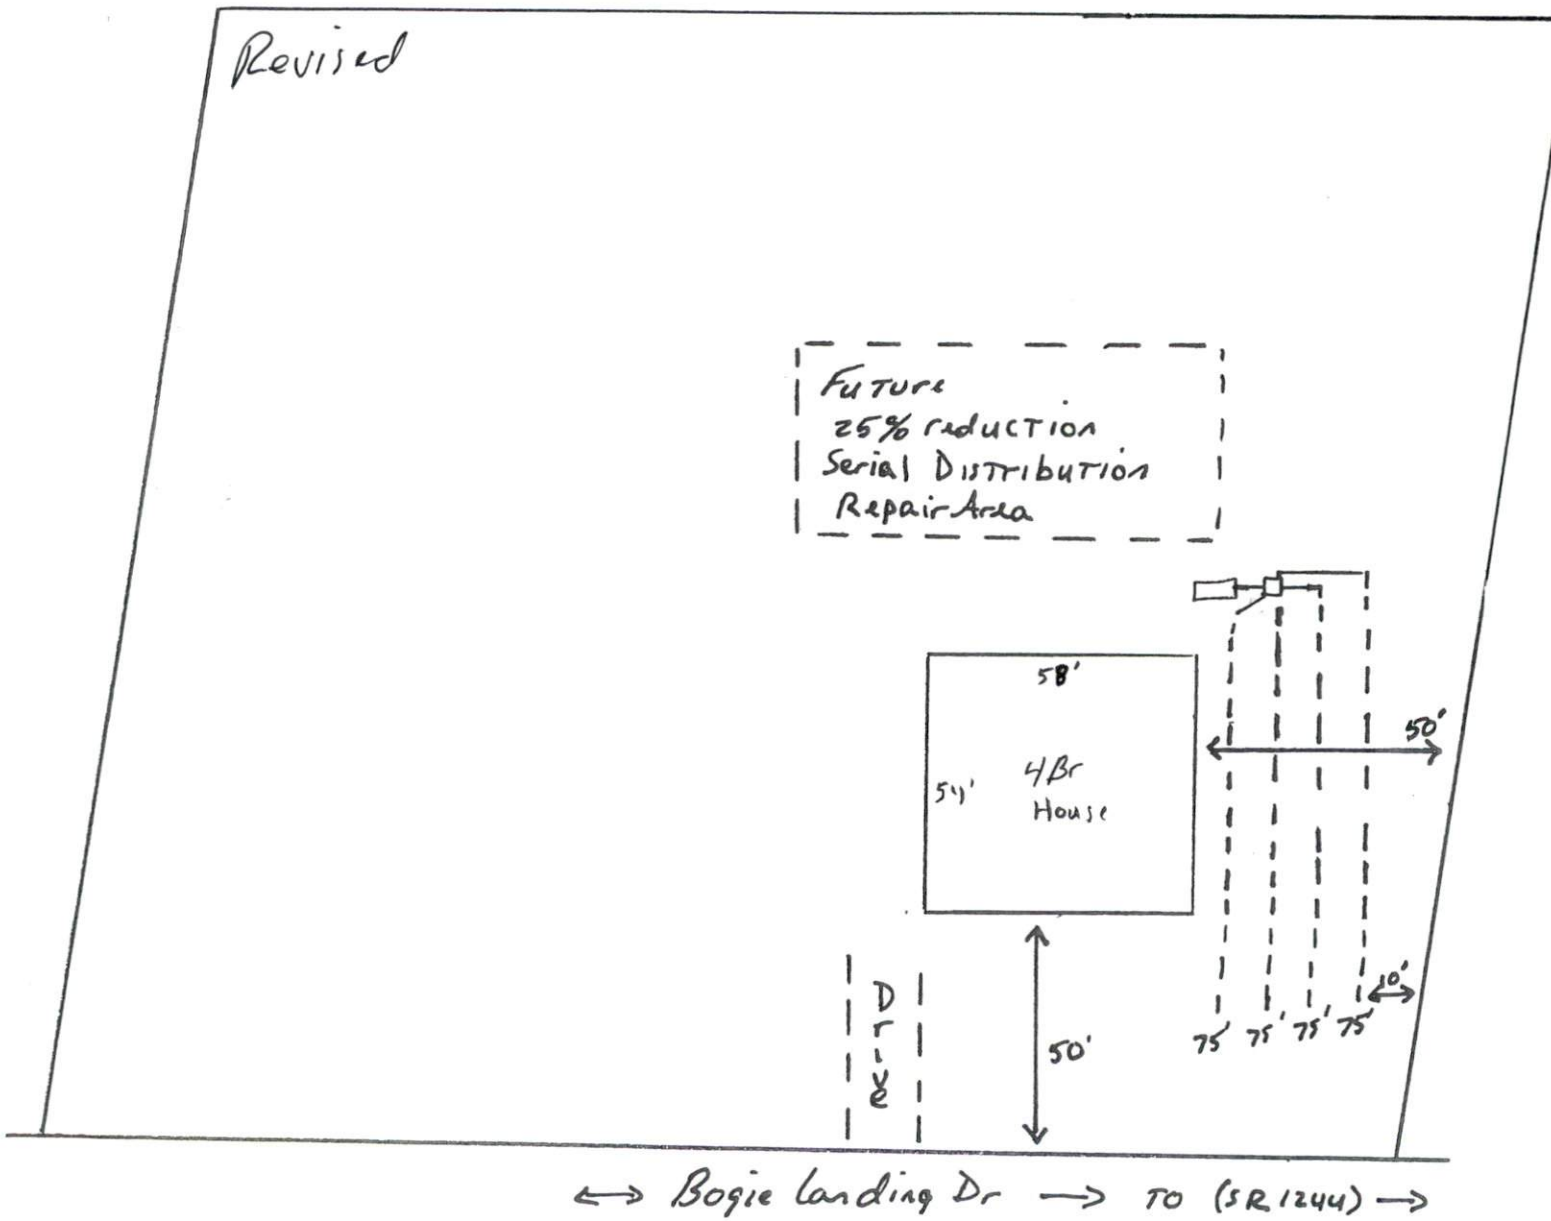 Revised
Future
25% reduction
Serial Distribution
Repair Area
58'
50'
54'
4Br
House
10'
75' 75' 75' 75'
Drive
50'
↔ Bogie Landing Dr → TO (SR 1244) →